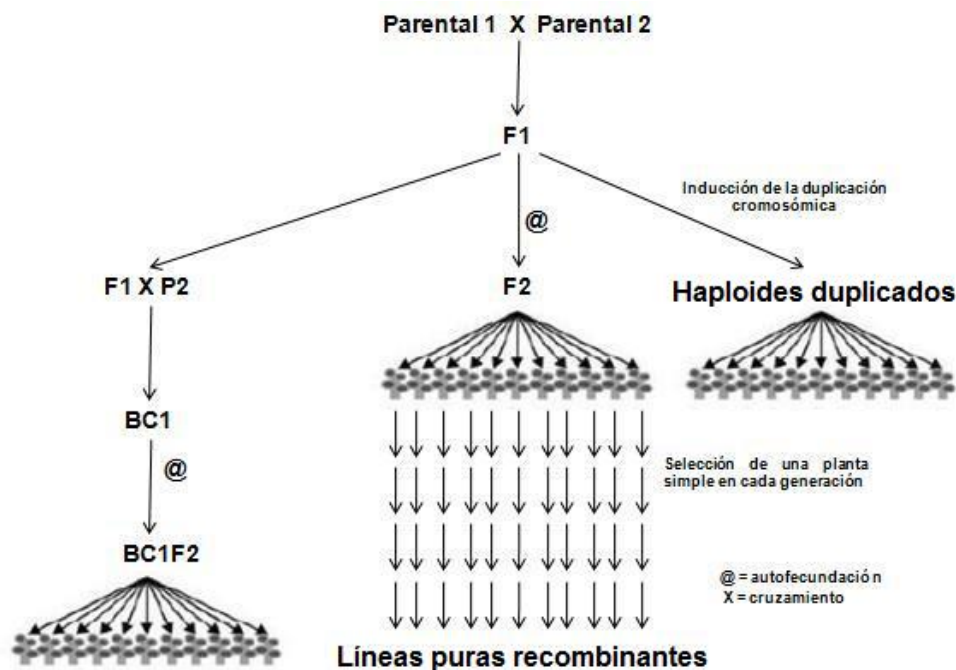 Parental 1 X Parental 2
F1
Inducción de la duplicación
cromosómica
@
F1 X P2
F2
Haploides duplicados
BC1
@
Selección de una planta
simple en cada generación
BC1F2
@ = autofecundación
X = cruzamiento
Líneas puras recombinantes